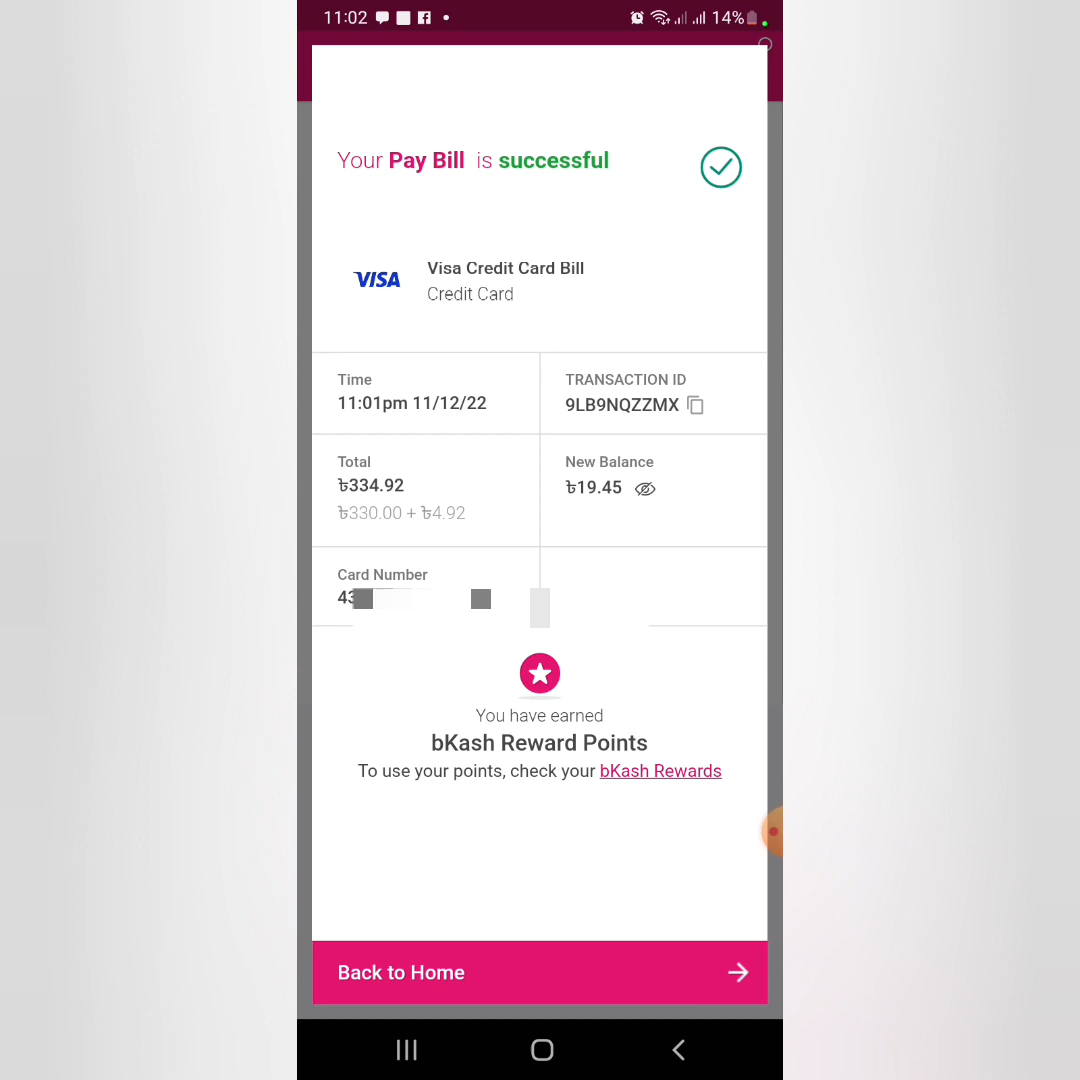 11:02
14%
Your Pay Bill is successful
VISA
Visa Credit Card Bill
Credit Card
Time
11:01pm 11/12/22
TRANSACTION ID
9LB9NQZZMX
Total
৳334.92
৳330.00 + ৳4.92
New Balance
৳19.45
Card Number
43
You have earned
bKash Reward Points
To use your points, check your bKash Rewards
Back to Home